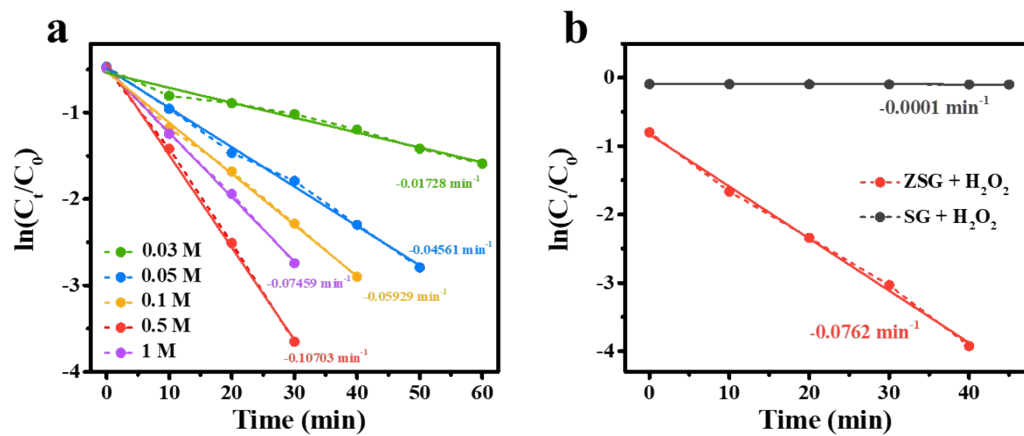 a
ln(Cₜ/C₀)
-1
-2
-3
-4
0 10 20 30 40 50 60
Time (min)
0.03 M
0.05 M
0.1 M
0.5 M
1 M
-0.01728 min⁻¹
-0.04561 min⁻¹
-0.07459 min⁻¹
-0.05929 min⁻¹
-0.10703 min⁻¹
b
ln(Cₜ/C₀)
0
-1
-2
-3
-4
0 10 20 30 40
Time (min)
-0.0001 min⁻¹
ZSG + H₂O₂
SG + H₂O₂
-0.0762 min⁻¹